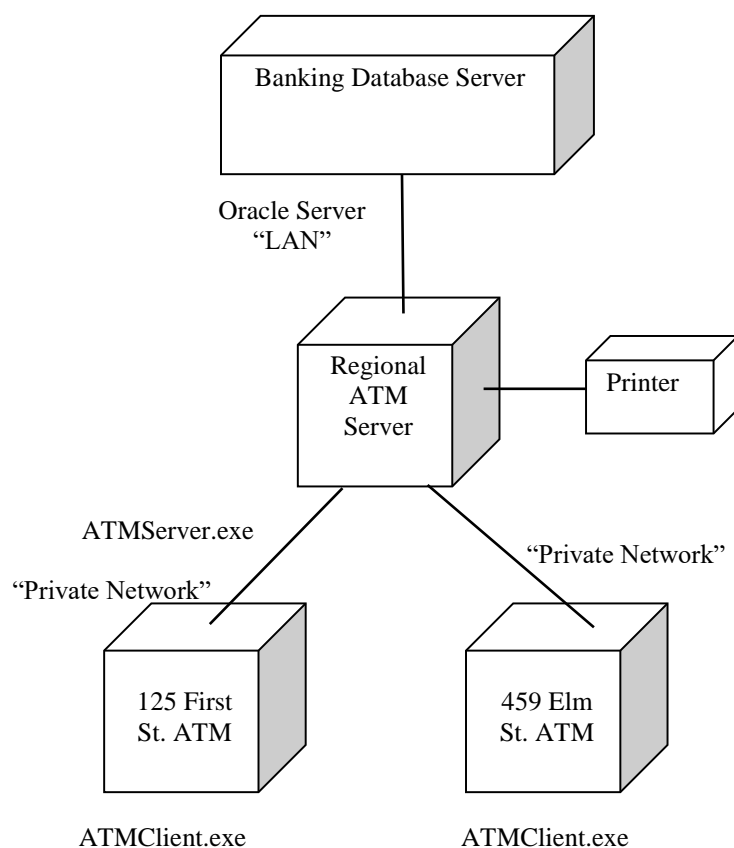 Banking Database Server
Oracle Server
“LAN”
Regional
ATM
Server
Printer
ATMServer.exe
“Private Network”
“Private Network”
125 First
St. ATM
459 Elm
St. ATM
ATMClient.exe
ATMClient.exe